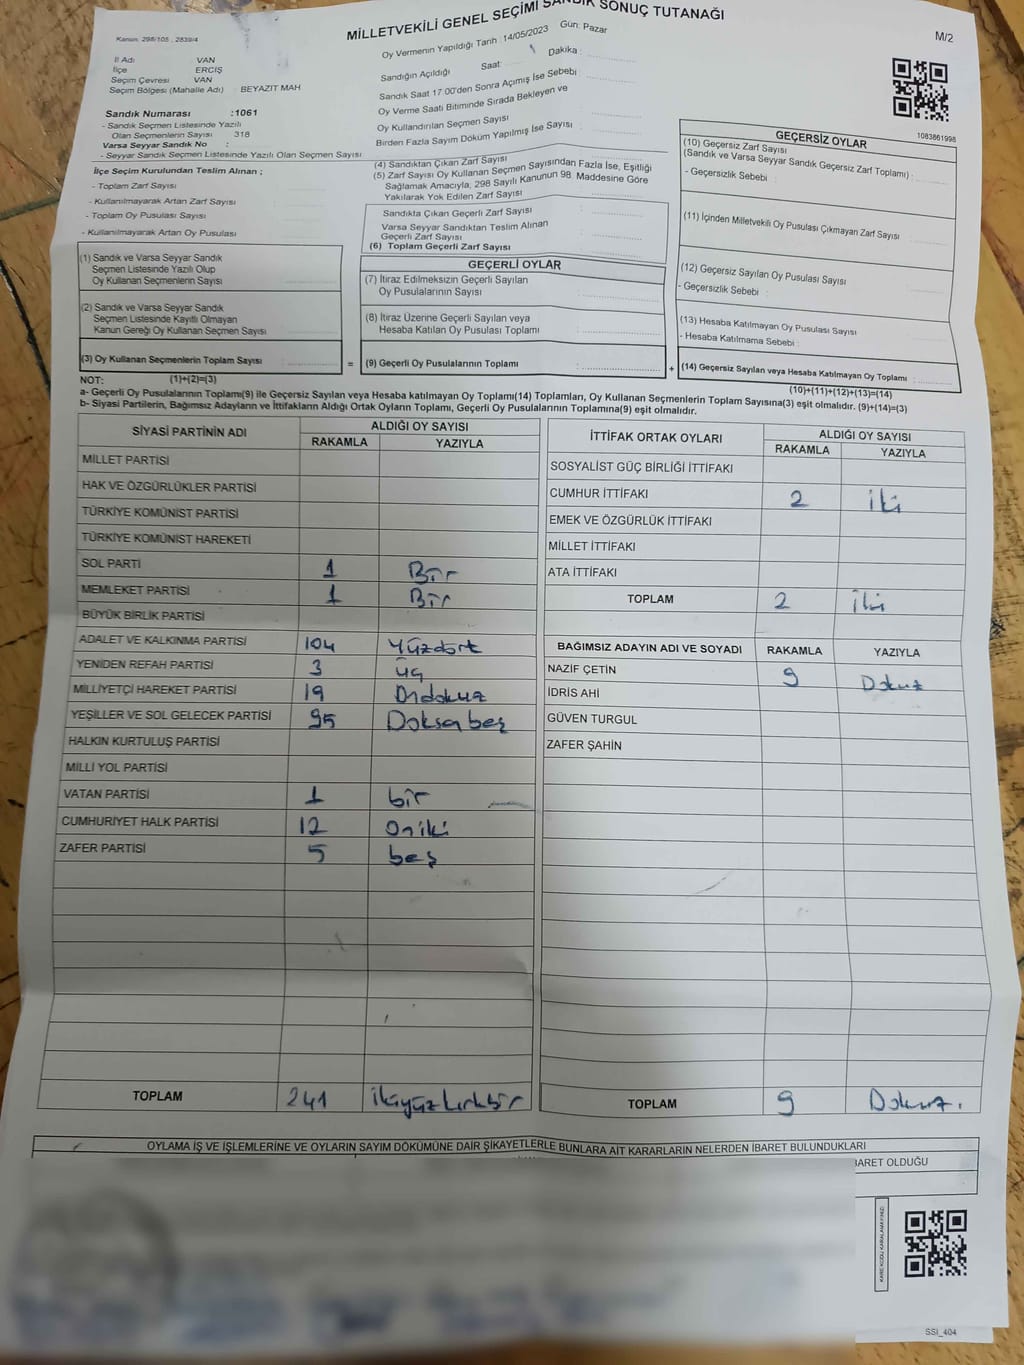 MİLLETVEKİLİ GENEL SEÇİMİ SANDIK SONUÇ TUTANAĞI
M/2
Kanun: 298/105 , 2839/4
Oy Vermenin Yapıldığı Tarih : 14/05/2023 Gün: Pazar
İl Adı VAN
İlçe ERCİŞ
Seçim Çevresi VAN
Seçim Bölgesi (Mahalle Adı) : BEYAZIT MAH
Sandığın Açıldığı Saat: Dakika :
Sandık Saat 17.00'den Sonra Açımış İse Sebebi :
Oy Verme Saati Bitiminde Sırada Bekleyen ve
Oy Kullandırılan Seçmen Sayısı :
Birden Fazla Sayım Döküm Yapılmış İse Sayısı :
Sandık Numarası :1061
- Sandık Seçmen Listesinde Yazılı
Olan Seçmenlerin Sayısı 318
Varsa Seyyar Sandık No :
- Seyyar Sandık Seçmen Listesinde Yazılı Olan Seçmen Sayısı :
İlçe Seçim Kurulundan Teslim Alınan ;
- Toplam Zarf Sayısı :
- Kullanılmayarak Artan Zarf Sayısı :
- Toplam Oy Pusulası Sayısı :
- Kullanılmayarak Artan Oy Pusulası :
(4) Sandıktan Çıkan Zarf Sayısı :
(5) Zarf Sayısı Oy Kullanan Seçmen Sayısından Fazla İse, Eşitliği
Sağlamak Amacıyla, 298 Sayılı Kanunun 98. Maddesine Göre
Yakılarak Yok Edilen Zarf Sayısı :
Sandıkta Çıkan Geçerli Zarf Sayısı :
Varsa Seyyar Sandıktan Teslim Alınan
Geçerli Zarf Sayısı :
(6) Toplam Geçerli Zarf Sayısı :
1083861998
GEÇERSİZ OYLAR
(10) Geçersiz Zarf Sayısı
(Sandık ve Varsa Seyyar Sandık Geçersiz Zarf Toplamı) :
- Geçersizlik Sebebi :
(11) İçinden Milletvekili Oy Pusulası Çıkmayan Zarf Sayısı :
(12) Geçersiz Sayılan Oy Pusulası Sayısı :
- Geçersizlik Sebebi :
(13) Hesaba Katılmayan Oy Pusulası Sayısı :
- Hesaba Katılmama Sebebi :
(14) Geçersiz Sayılan veya Hesaba Katılmayan Oy Toplamı :
(1) Sandık ve Varsa Seyyar Sandık
Seçmen Listesinde Yazılı Olup
Oy Kullanan Seçmenlerin Sayısı :
(2) Sandık ve Varsa Seyyar Sandık
Seçmen Listesinde Kayıtlı Olmayan
Kanun Gereği Oy Kullanan Seçmen Sayısı :
(3) Oy Kullanan Seçmenlerin Toplam Sayısı :
GEÇERLİ OYLAR
(7) İtiraz Edilmeksizin Geçerli Sayılan
Oy Pusulalarının Sayısı :
(8) İtiraz Üzerine Geçerli Sayılan veya
Hesaba Katılan Oy Pusulası Toplamı :
= (9) Geçerli Oy Pusulalarının Toplamı : +
NOT: (1)+(2)=(3)
(10)+(11)+(12)+(13)=(14)
a- Geçerli Oy Pusulalarının Toplamı(9) ile Geçersiz Sayılan veya Hesaba katılmayan Oy Toplamı(14) Toplamları, Oy Kullanan Seçmenlerin Toplam Sayısına(3) eşit olmalıdır. (9)+(14)=(3)
b- Siyasi Partilerin, Bağımsız Adayların ve İttifakların Aldığı Ortak Oyların Toplamı, Geçerli Oy Pusulalarının Toplamına(9) eşit olmalıdır.
SİYASİ PARTİNİN ADI ALDIĞI OY SAYISI
RAKAMLA YAZIYLA
MİLLET PARTİSİ
HAK VE ÖZGÜRLÜKLER PARTİSİ
TÜRKİYE KOMÜNİST PARTİSİ
TÜRKİYE KOMÜNİST HAREKETİ
SOL PARTİ 1 Bir
MEMLEKET PARTİSİ 1 Bir
BÜYÜK BİRLİK PARTİSİ
ADALET VE KALKINMA PARTİSİ 104 Yüzdört
YENİDEN REFAH PARTİSİ 3 üç
MİLLİYETÇİ HAREKET PARTİSİ 19 Ondokuz
YEŞİLLER VE SOL GELECEK PARTİSİ 95 Doksanbeş
HALKIN KURTULUŞ PARTİSİ
MİLLİ YOL PARTİSİ
VATAN PARTİSİ 1 bir
CUMHURİYET HALK PARTİSİ 12 Oniki
ZAFER PARTİSİ 5 beş
TOPLAM 241 ikiyüzkırkbir
İTTİFAK ORTAK OYLARI ALDIĞI OY SAYISI
RAKAMLA YAZIYLA
SOSYALİST GÜÇ BİRLİĞİ İTTİFAKI
CUMHUR İTTİFAKI 2 iki
EMEK VE ÖZGÜRLÜK İTTİFAKI
MİLLET İTTİFAKI
ATA İTTİFAKI
TOPLAM 2 iki
BAĞIMSIZ ADAYIN ADI VE SOYADI RAKAMLA YAZIYLA
NAZİF ÇETİN 9 Dokuz
İDRİS AHİ
GÜVEN TURGUL
ZAFER ŞAHİN
TOPLAM 9 Dokuz.
OYLAMA İŞ VE İŞLEMLERİNE VE OYLARIN SAYIM DÖKÜMÜNE DAİR ŞİKAYETLERLE BUNLARA AİT KARARLARIN NELERDEN İBARET BULUNDUKLARI
BARET OLDUĞU
KARE KODU KARALAMAYINIZ!
SSI_404